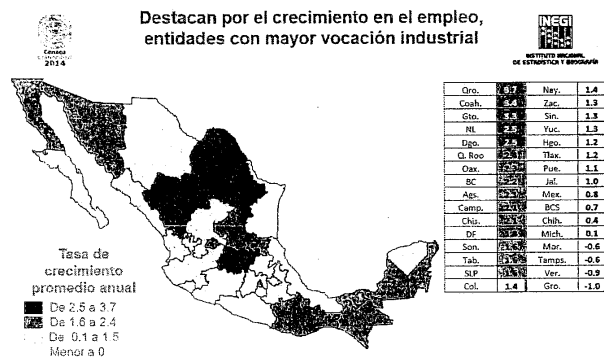 Destacan por el crecimiento en el empleo,
entidades con mayor vocación industrial
2014
INEGI
INSTITUTO NACIONAL
DE ESTADÍSTICA Y GEOGRAFÍA
Qro. 3.7 Nay. 1.4
Coah. 3.4 Zac. 1.3
Gto. 3.3 Sin. 1.3
NL 2.5 Yuc. 1.3
Dgo. 2.5 Hgo. 1.2
Q. Roo Tlax. 1.2
Oax. Pue. 1.1
BC Jal. 1.0
Ags. Mex. 0.8
Camp. BCS 0.7
Chis. Chih. 0.4
DF Mich. 0.1
Son. Mor. -0.6
Tab. Tamps. -0.6
SLP Ver. -0.9
Col. 1.4 Gro. -1.0
Tasa de
crecimiento
promedio anual
De 2.5 a 3.7
De 1.6 a 2.4
De 0.1 a 1.5
Menor a 0